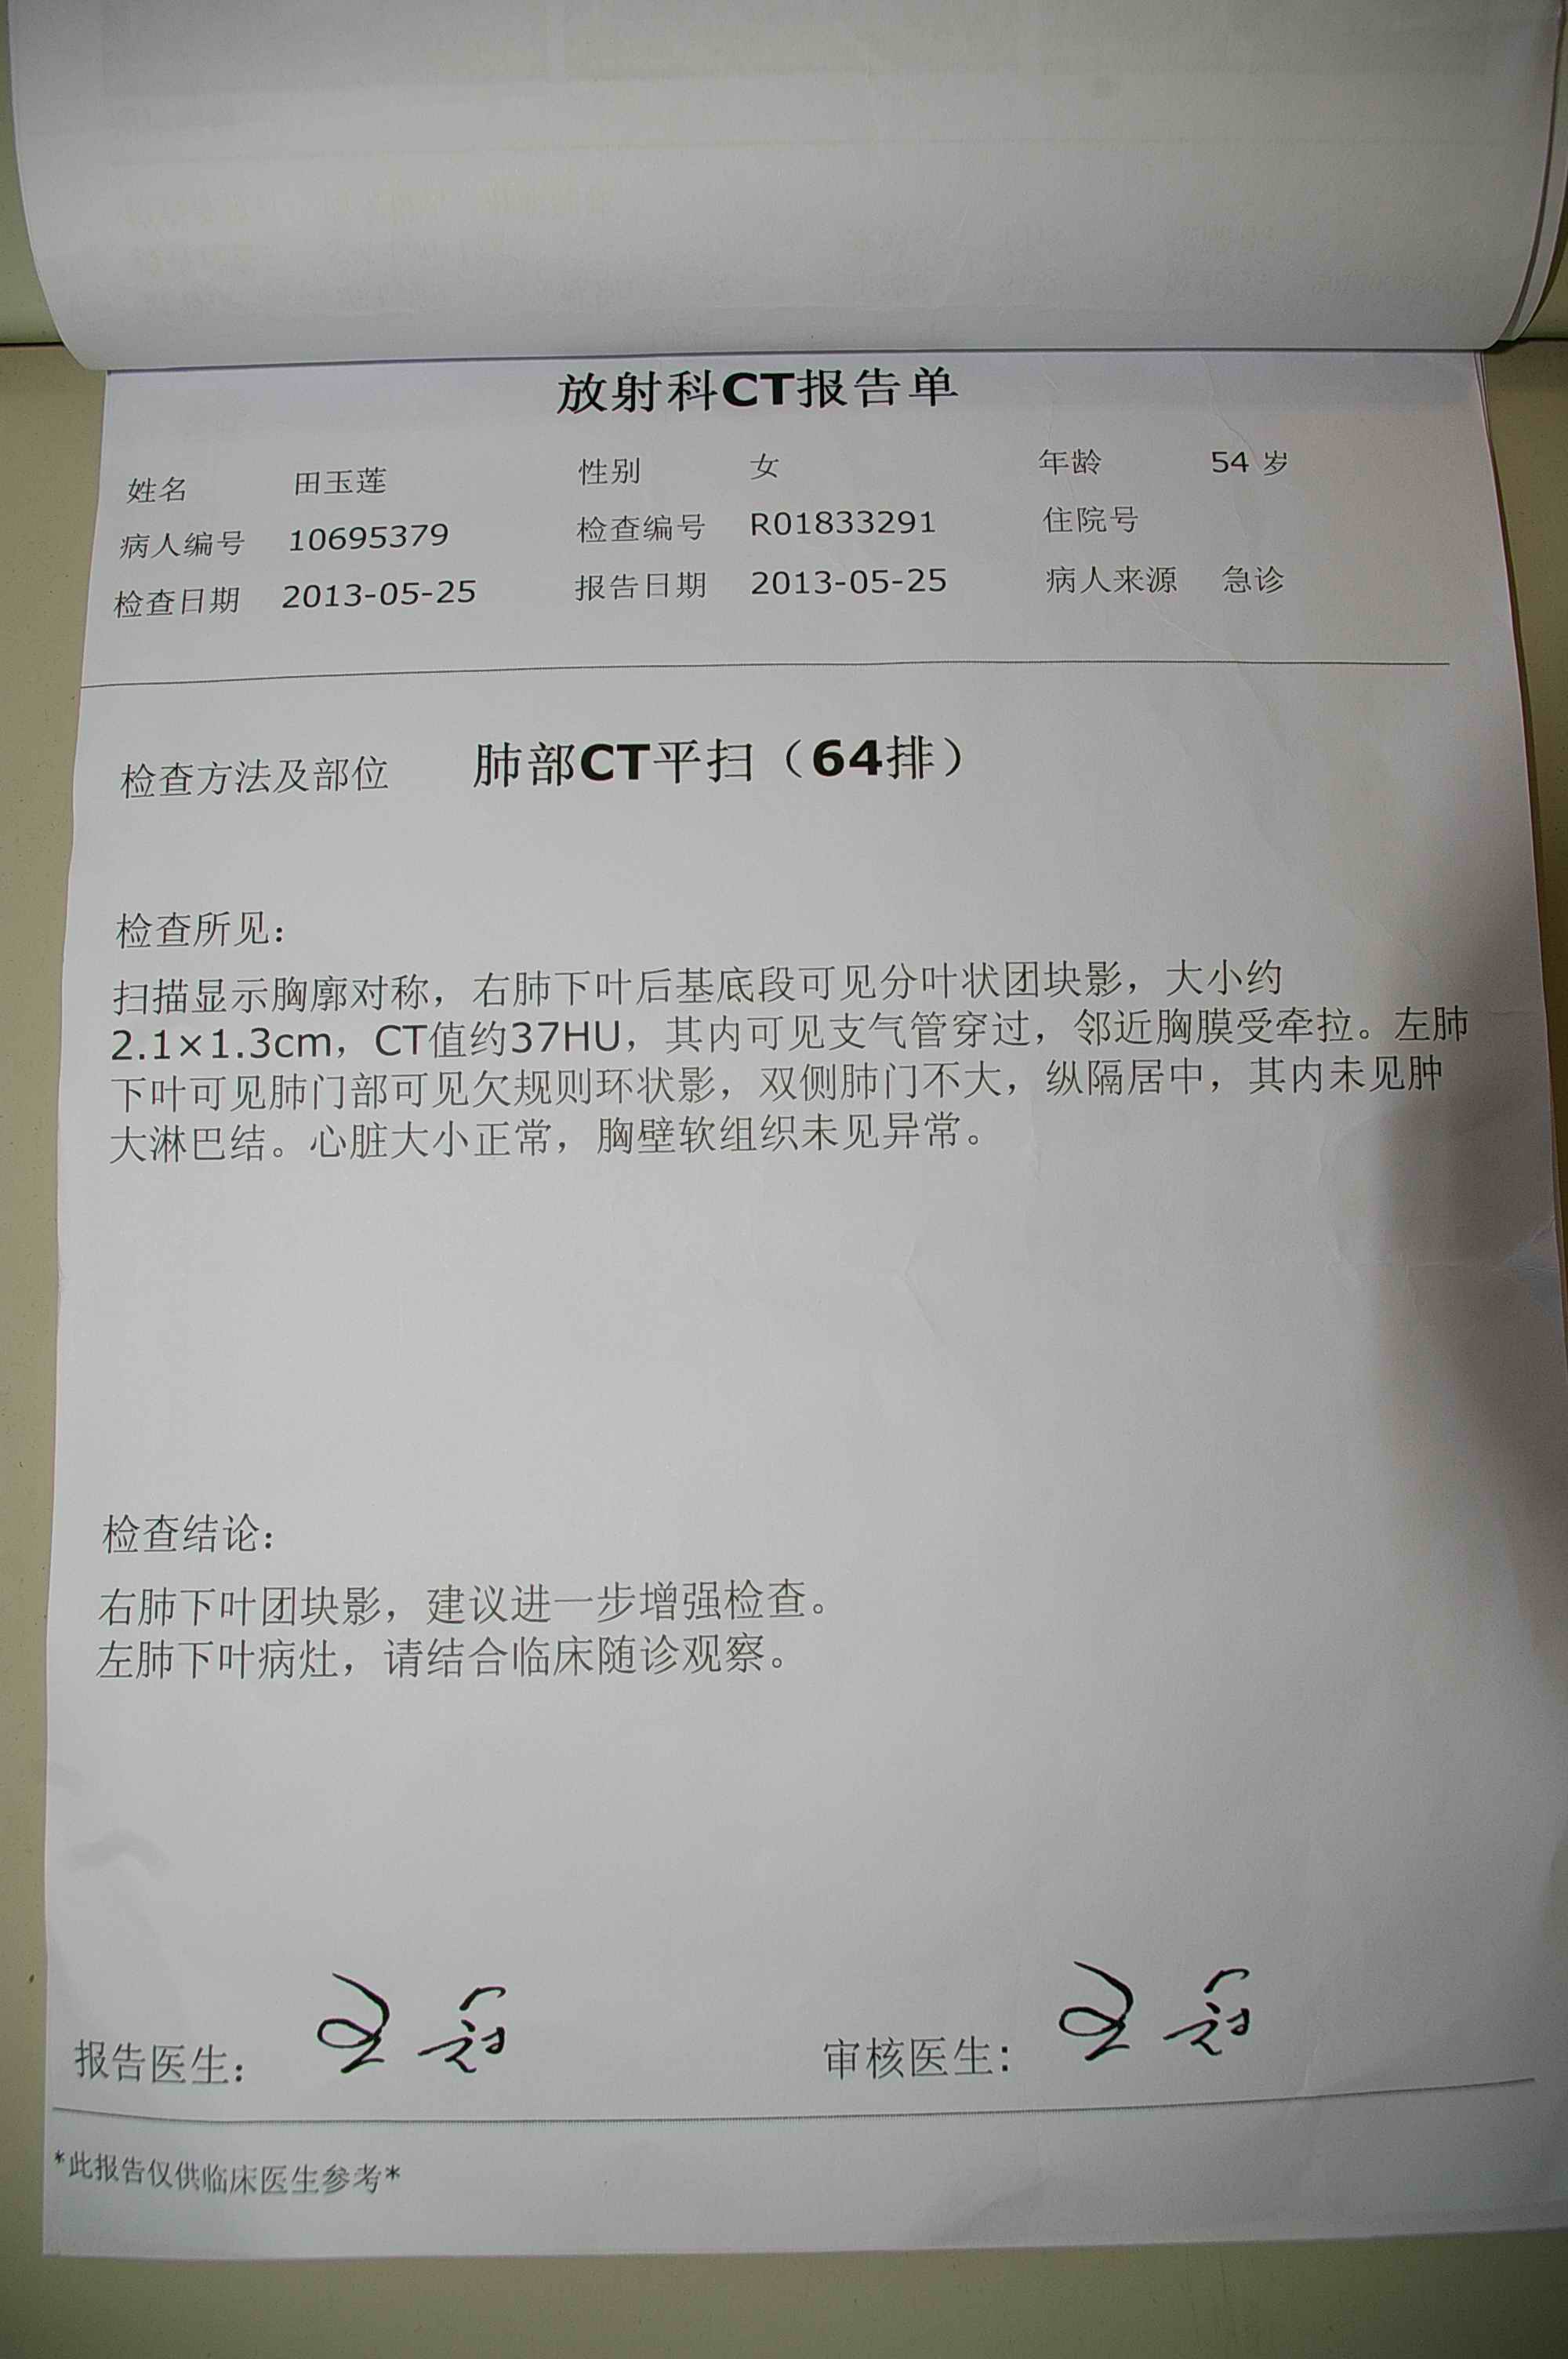 放射科CT报告单
姓名 田玉莲 性别 女 年龄 54 岁
病人编号 10695379 检查编号 R01833291 住院号
检查日期 2013-05-25 报告日期 2013-05-25 病人来源 急诊
检查方法及部位 肺部CT平扫（64排）
检查所见：
扫描显示胸廓对称，右肺下叶后基底段可见分叶状团块影，大小约
2.1×1.3cm，CT值约37HU，其内可见支气管穿过，邻近胸膜受牵拉。左肺
下叶可见肺门部可见欠规则环状影，双侧肺门不大，纵隔居中，其内未见肿
大淋巴结。心脏大小正常，胸壁软组织未见异常。
检查结论：
右肺下叶团块影，建议进一步增强检查。
左肺下叶病灶，请结合临床随诊观察。
报告医生： 审核医生：
*此报告仅供临床医生参考*